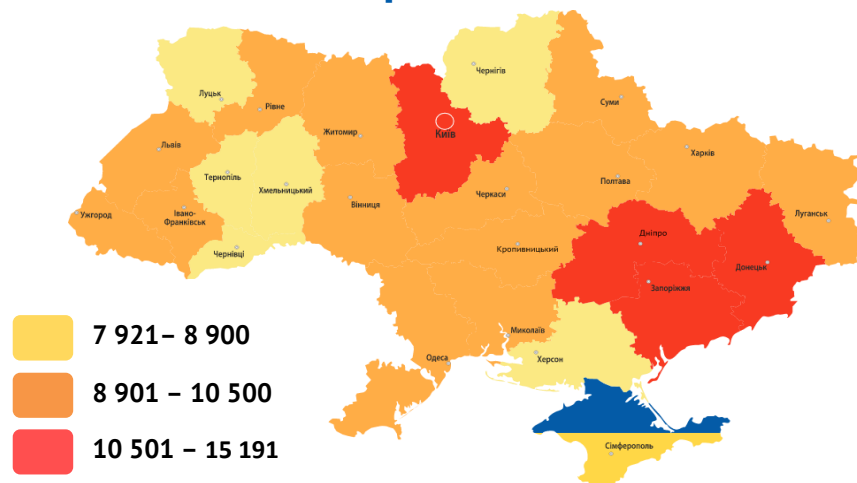 Чернігів
Луцьк
Рівне
Суми
Житомир
Київ
Львів
Харків
Тернопіль
Хмельницький
Полтава
Вінниця
Черкаси
Ужгород
Івано-
Франківськ
Луганськ
Дніпро
Чернівці
Кропивницький
Донецьк
Запоріжжя
7 921– 8 900
Миколаїв
Одеса
Херсон
8 901 – 10 500
10 501 – 15 191
Сімферополь